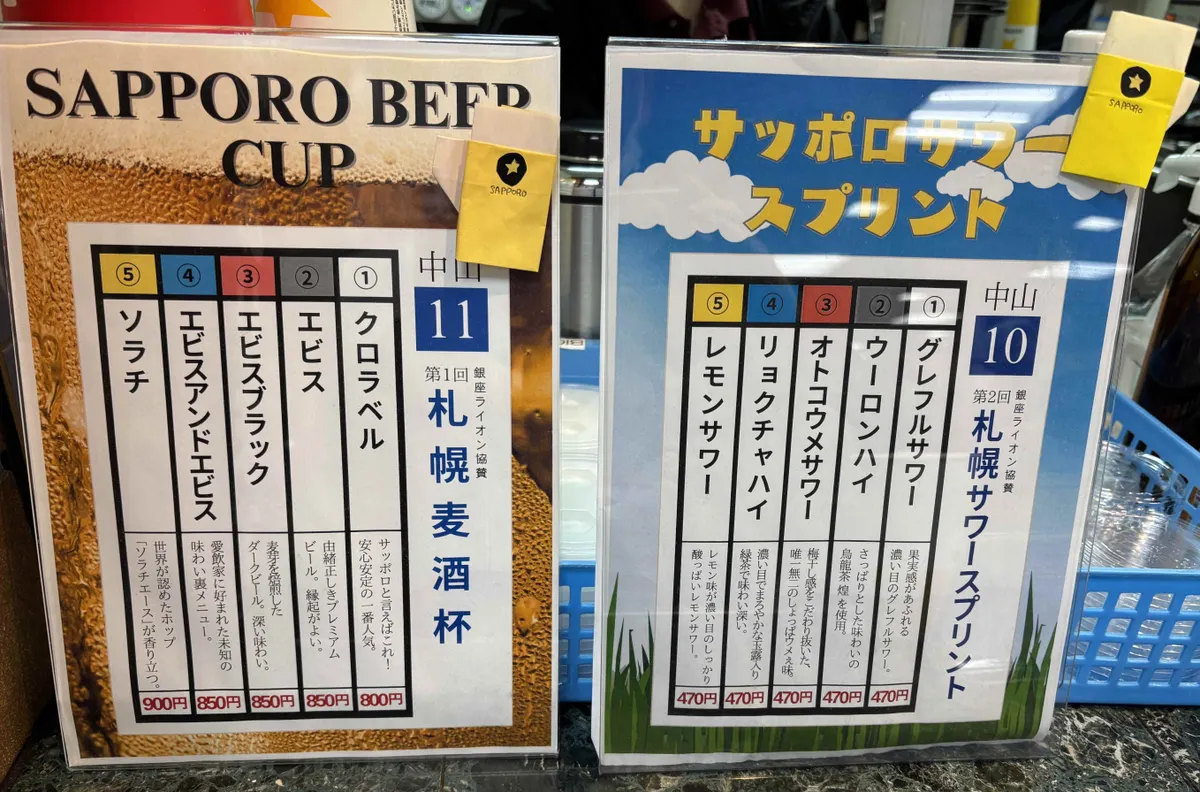 SAPPORO BEER
CUP
SAPPORO
中山
11
第1回
銀座ライオン協賛
札幌麦酒杯
①
クロラベル
サッポロと言えばこれ!
安心安定の一番人気。
800円
②
エビス
由緒正しきプレミアム
ビール。縁起がよい。
850円
③
エビスブラック
麦芽を焙煎した
ダークビール。深い味わい。
850円
④
エビスアンドエビス
愛飲家に好まれた未知の
味わい裏メニュー。
850円
⑤
ソラチ
世界が認めたホップ
「ソラチエース」が香り立つ。
900円
サッポロサワー
スプリント
SAPPORO
中山
10
第2回
銀座ライオン協賛
札幌サワースプリント
①
グレフルサワー
果実感があふれる
濃い目のグレフルサワー。
470円
②
ウーロンハイ
さっぱりとした味わいの
烏龍茶 煌 を使用。
470円
③
オトコウメサワー
梅干し感をこだわり抜いた、
唯一無二のしょっぱウメぇ味。
470円
④
リョクチャハイ
濃い目でまろやかな玉露入り
緑茶で味わい深い。
470円
⑤
レモンサワー
レモン味が濃い目のしっかり
酸っぱいレモンサワー。
470円